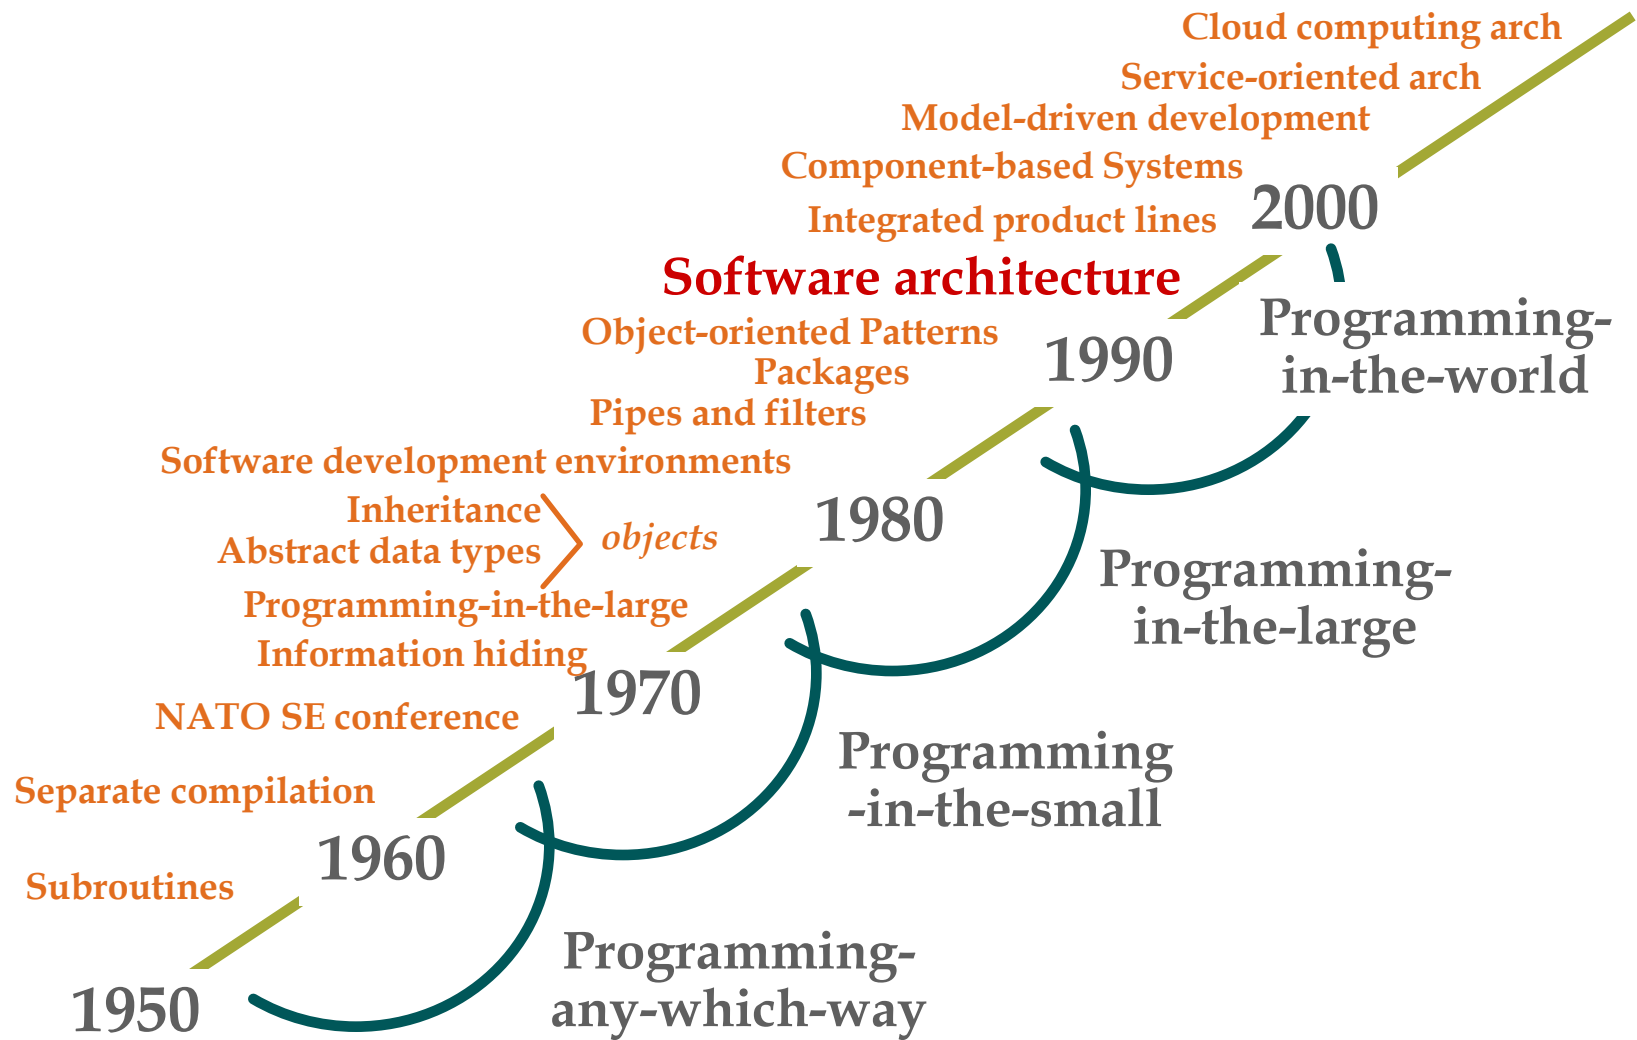 Cloud computing arch
Service-oriented arch
Model-driven development
Component-based Systems
2000
Integrated product lines
Software architecture
Programming-
in-the-world
Object-oriented Patterns
1990
Packages
Pipes and filters
Software development environments
Inheritance
1980
objects
Abstract data types
Programming-
in-the-large
Programming-in-the-large
Information hiding
1970
NATO SE conference
Programming
-in-the-small
Separate compilation
1960
Subroutines
Programming-
any-which-way
1950